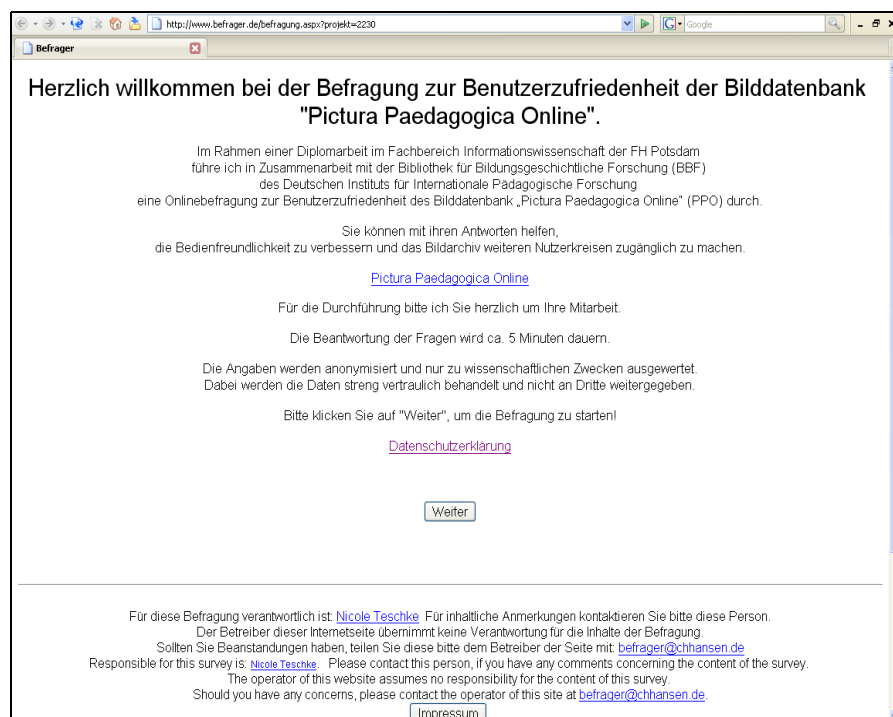 http://www.befrager.de/befragung.aspx?projekt=2230
Google
Befrager
Herzlich willkommen bei der Befragung zur Benutzerzufriedenheit der Bilddatenbank
"Pictura Paedagogica Online".
Im Rahmen einer Diplomarbeit im Fachbereich Informationswissenschaft der FH Potsdam
führe ich in Zusammenarbeit mit der Bibliothek für Bildungsgeschichtliche Forschung (BBF)
des Deutschen Instituts für Internationale Pädagogische Forschung
eine Onlinebefragung zur Benutzerzufriedenheit des Bilddatenbank „Pictura Paedagogica Online“ (PPO) durch.
Sie können mit ihren Antworten helfen,
die Bedienfreundlichkeit zu verbessern und das Bildarchiv weiteren Nutzerkreisen zugänglich zu machen.
Pictura Paedagogica Online
Für die Durchführung bitte ich Sie herzlich um Ihre Mitarbeit.
Die Beantwortung der Fragen wird ca. 5 Minuten dauern.
Die Angaben werden anonymisiert und nur zu wissenschaftlichen Zwecken ausgewertet.
Dabei werden die Daten streng vertraulich behandelt und nicht an Dritte weitergegeben.
Bitte klicken Sie auf "Weiter", um die Befragung zu starten!
Datenschutzerklärung
Weiter
Für diese Befragung verantwortlich ist: Nicole Teschke Für inhaltliche Anmerkungen kontaktieren Sie bitte diese Person.
Der Betreiber dieser Internetseite übernimmt keine Verantwortung für die Inhalte der Befragung.
Sollten Sie Beanstandungen haben, teilen Sie diese bitte dem Betreiber der Seite mit: befrager@chhansen.de
Responsible for this survey is: Nicole Teschke. Please contact this person, if you have any comments concerning the content of the survey.
The operator of this website assumes no responsibility for the content of this survey.
Should you have any concerns, please contact the operator of this site at befrager@chhansen.de.
Impressum